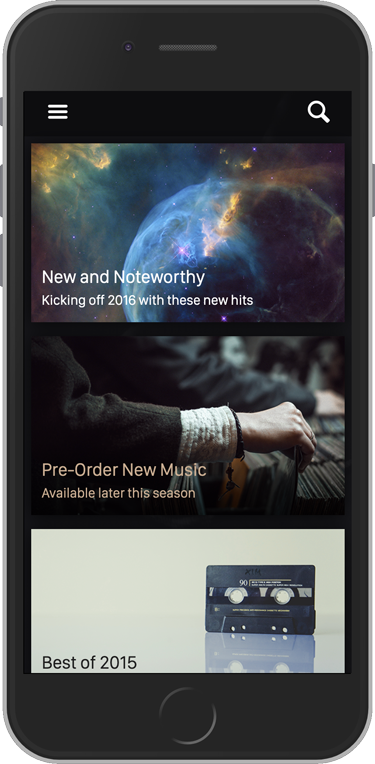 New and Noteworthy
Kicking off 2016 with these new hits
Pre-Order New Music
Available later this season
90
Best of 2015